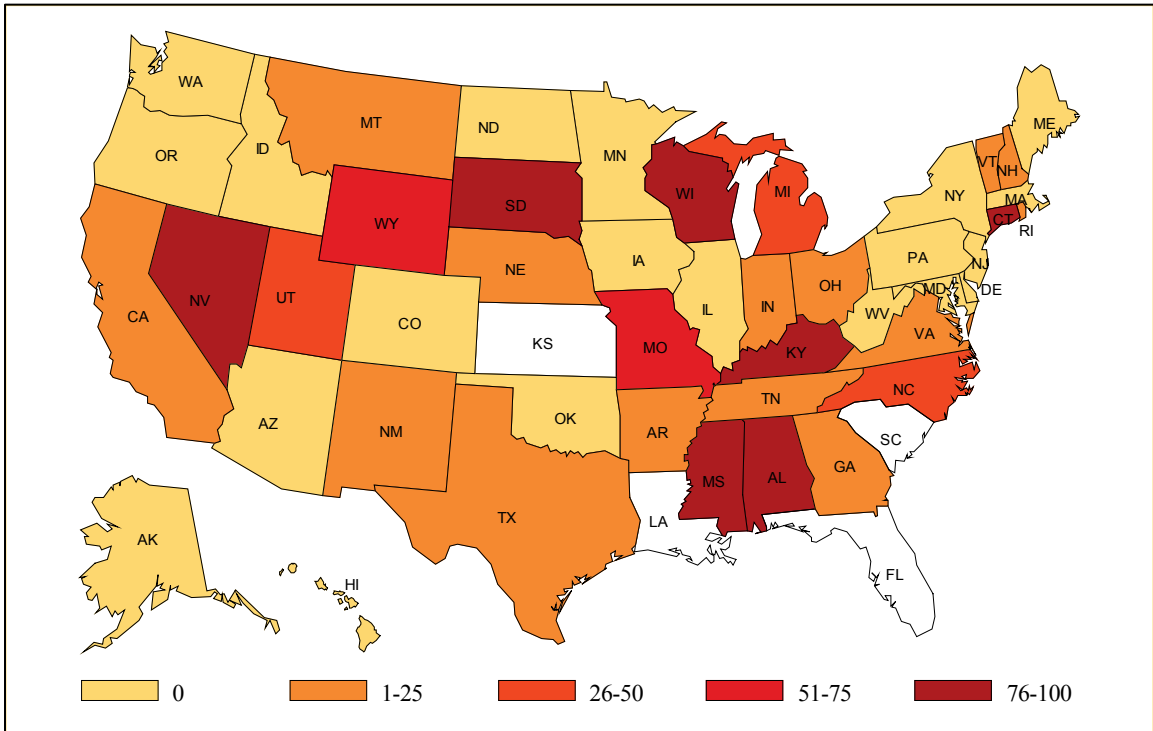 WA
MT
ND
ME
OR
ID
MN
VT
NH
WY
SD
WI
MI
NY
MA
CT
RI
NV
UT
NE
IA
PA
NJ
CA
CO
KS
MO
IL
IN
OH
MD
DE
WV
VA
KY
AZ
NM
OK
AR
TN
NC
SC
MS
AL
GA
TX
LA
AK
HI
FL
0
1-25
26-50
51-75
76-100